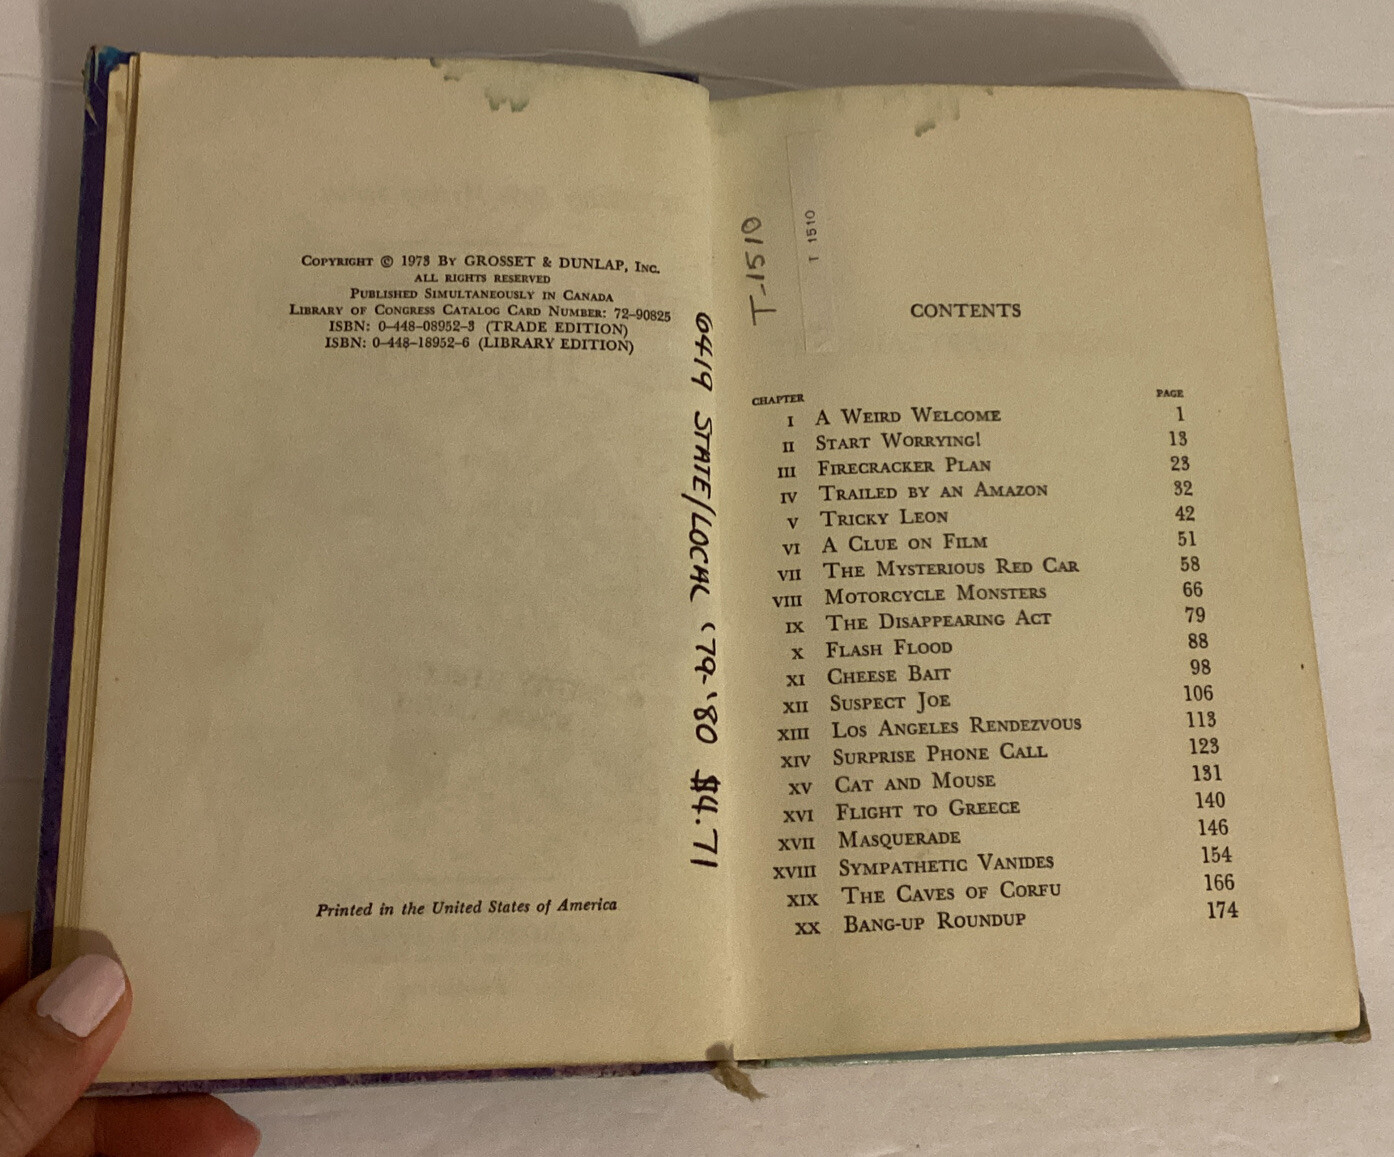 Copyright © 1973 By GROSSET & DUNLAP, Inc.
ALL RIGHTS RESERVED
Published Simultaneously in Canada
Library of Congress Catalog Card Number: 72-90825
ISBN: 0-448-08952-3 (TRADE EDITION)
ISBN: 0-448-18952-6 (LIBRARY EDITION)
6419 STATE/LOCAL '79-'80 $4.71
Printed in the United States of America
T-1510
T 1510
CONTENTS
CHAPTER PAGE
I A Weird Welcome 1
II Start Worrying! 13
III Firecracker Plan 23
IV Trailed by an Amazon 32
V Tricky Leon 42
VI A Clue on Film 51
VII The Mysterious Red Car 58
VIII Motorcycle Monsters 66
IX The Disappearing Act 79
X Flash Flood 88
XI Cheese Bait 98
XII Suspect Joe 106
XIII Los Angeles Rendezvous 113
XIV Surprise Phone Call 123
XV Cat and Mouse 131
XVI Flight to Greece 140
XVII Masquerade 146
XVIII Sympathetic Vanides 154
XIX The Caves of Corfu 166
XX Bang-up Roundup 174